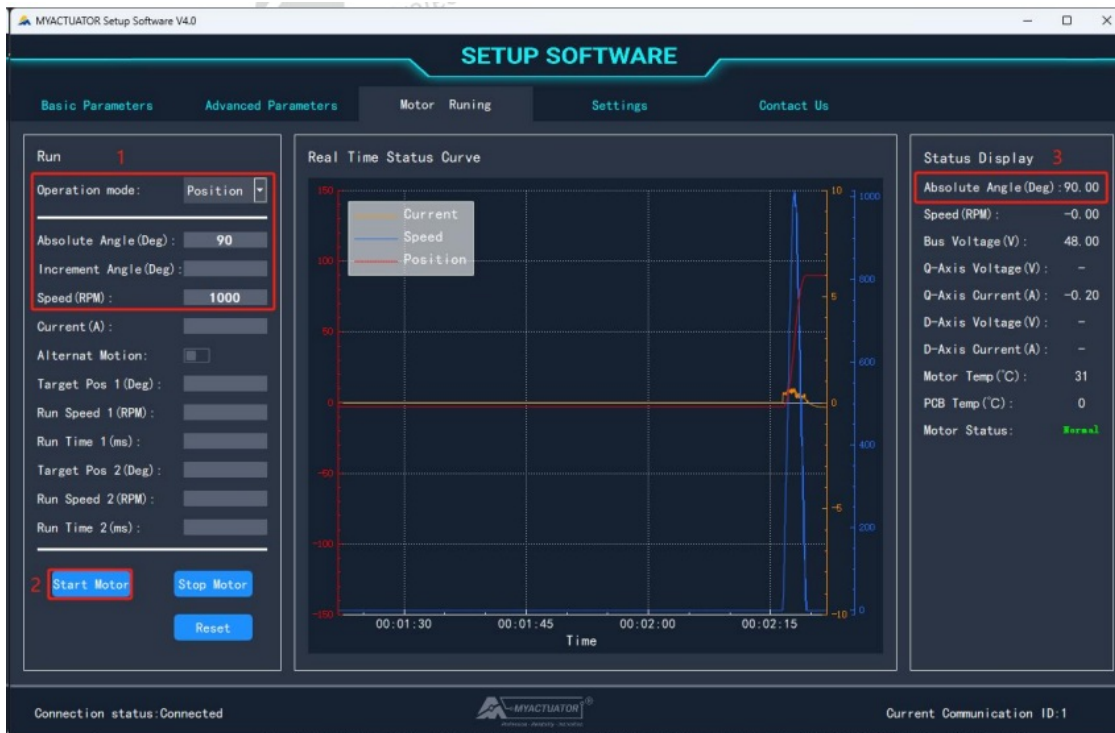 MYACTUATOR Setup Software V4.0
SETUP SOFTWARE
Basic Parameters
Advanced Parameters
Motor Runing
Settings
Contact Us
Run
1
Operation mode:
Position
Absolute Angle(Deg):
90
Increment Angle(Deg):
Speed(RPM):
1000
Current(A):
Alternat Motion:
Target Pos 1(Deg):
Run Speed 1(RPM):
Run Time 1(ms):
Target Pos 2(Deg):
Run Speed 2(RPM):
Run Time 2(ms):
2
Start Motor
Stop Motor
Reset
Real Time Status Curve
Current
Speed
Position
150
100
50
0
-50
-100
-150
10
5
0
-5
-10
1000
800
600
400
200
0
00:01:30
00:01:45
00:02:00
00:02:15
Time
Status Display
3
Absolute Angle(Deg):90.00
Speed(RPM): -0.00
Bus Voltage(V): 48.00
Q-Axis Voltage(V): -
Q-Axis Current(A): -0.20
D-Axis Voltage(V): -
D-Axis Current(A): -
Motor Temp(℃): 31
PCB Temp(℃): 0
Motor Status: Normal
Connection status:Connected
MYACTUATOR®
Current Communication ID:1